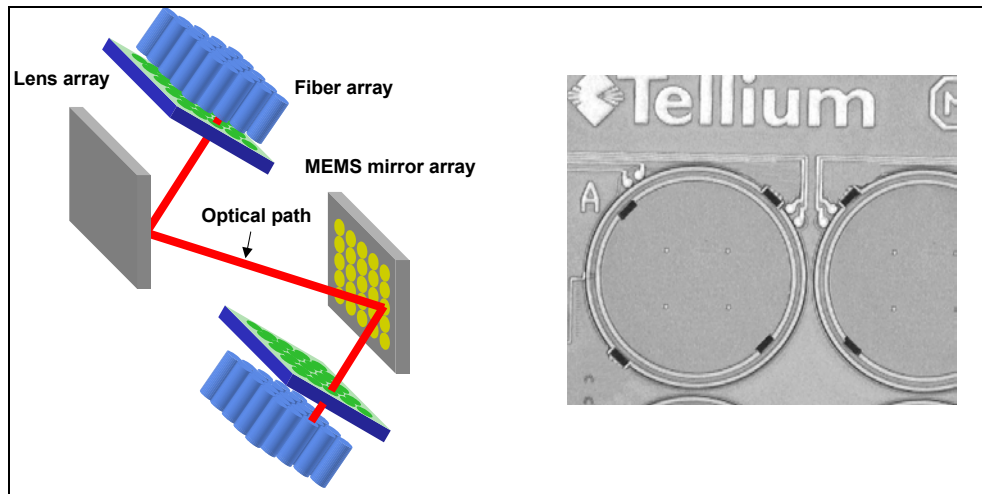 Lens array
Fiber array
MEMS mirror array
Optical path
Tellium
M
A